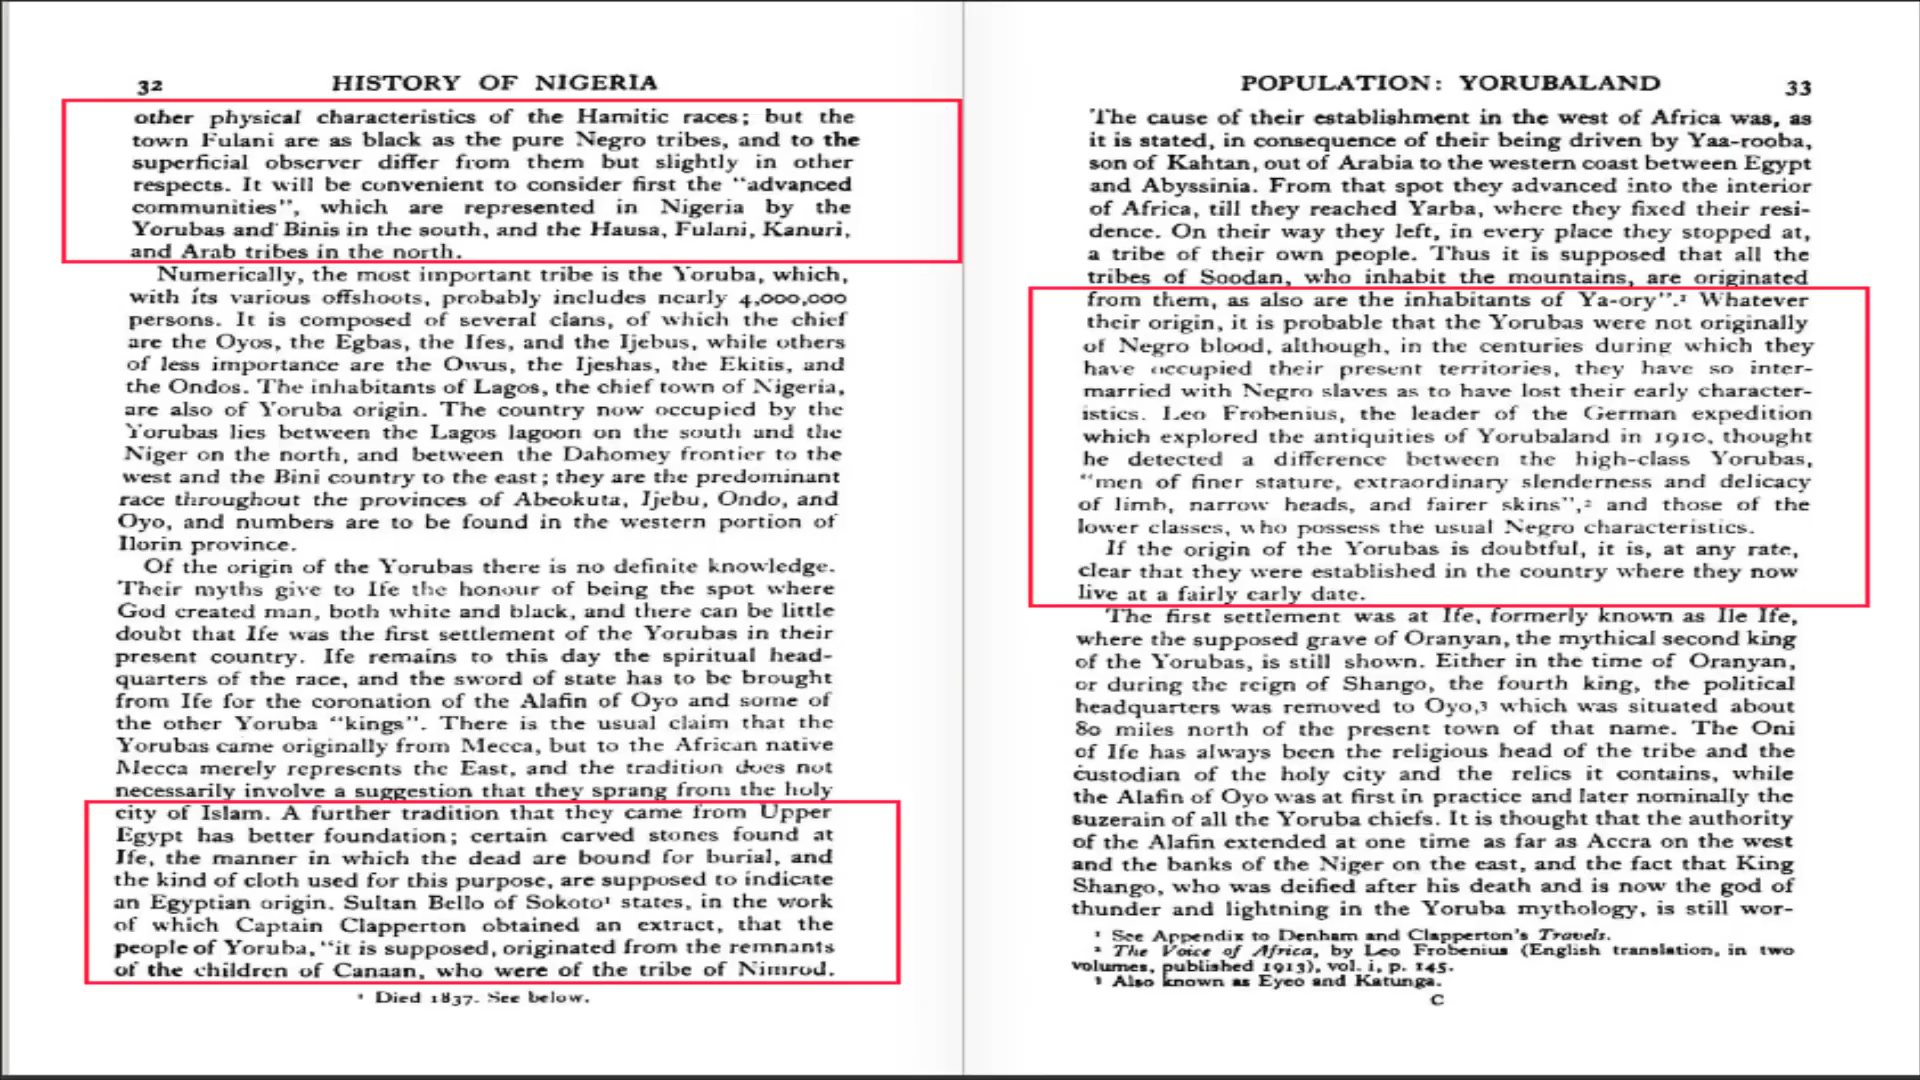 32 HISTORY OF NIGERIA
other physical characteristics of the Hamitic races; but the
town Fulani are as black as the pure Negro tribes, and to the
superficial observer differ from them but slightly in other
respects. It will be convenient to consider first the "advanced
communities", which are represented in Nigeria by the
Yorubas and Binis in the south, and the Hausa, Fulani, Kanuri,
and Arab tribes in the north.
Numerically, the most important tribe is the Yoruba, which,
with its various offshoots, probably includes nearly 4,000,000
persons. It is composed of several clans, of which the chief
are the Oyos, the Egbas, the Ifes, and the Ijebus, while others
of less importance are the Owus, the Ijeshas, the Ekitis, and
the Ondos. The inhabitants of Lagos, the chief town of Nigeria,
are also of Yoruba origin. The country now occupied by the
Yorubas lies between the Lagos lagoon on the south and the
Niger on the north, and between the Dahomey frontier to the
west and the Bini country to the east; they are the predominant
race throughout the provinces of Abeokuta, Ijebu, Ondo, and
Oyo, and numbers are to be found in the western portion of
Ilorin province.
Of the origin of the Yorubas there is no definite knowledge.
Their myths give to Ife the honour of being the spot where
God created man, both white and black, and there can be little
doubt that Ife was the first settlement of the Yorubas in their
present country. Ife remains to this day the spiritual head-
quarters of the race, and the sword of state has to be brought
from Ife for the coronation of the Alafin of Oyo and some of
the other Yoruba "kings". There is the usual claim that the
Yorubas came originally from Mecca, but to the African native
Mecca merely represents the East, and the tradition does not
necessarily involve a suggestion that they sprang from the holy
city of Islam. A further tradition that they came from Upper
Egypt has better foundation; certain carved stones found at
Ife, the manner in which the dead are bound for burial, and
the kind of cloth used for this purpose, are supposed to indicate
an Egyptian origin. Sultan Bello of Sokoto¹ states, in the work
of which Captain Clapperton obtained an extract, that the
people of Yoruba, "it is supposed, originated from the remnants
of the children of Canaan, who were of the tribe of Nimrod.
¹ Died 1837. See below.
POPULATION: YORUBALAND 33
The cause of their establishment in the west of Africa was, as
it is stated, in consequence of their being driven by Yaa-rooba,
son of Kahtan, out of Arabia to the western coast between Egypt
and Abyssinia. From that spot they advanced into the interior
of Africa, till they reached Yarba, where they fixed their resi-
dence. On their way they left, in every place they stopped at,
a tribe of their own people. Thus it is supposed that all the
tribes of Soodan, who inhabit the mountains, are originated
from them, as also are the inhabitants of Ya-ory".¹ Whatever
their origin, it is probable that the Yorubas were not originally
of Negro blood, although, in the centuries during which they
have occupied their present territories, they have so inter-
married with Negro slaves as to have lost their early character-
istics. Leo Frobenius, the leader of the German expedition
which explored the antiquities of Yorubaland in 1910, thought
he detected a difference between the high-class Yorubas,
"men of finer stature, extraordinary slenderness and delicacy
of limb, narrow heads, and fairer skins",² and those of the
lower classes, who possess the usual Negro characteristics.
If the origin of the Yorubas is doubtful, it is, at any rate,
clear that they were established in the country where they now
live at a fairly early date.
The first settlement was at Ife, formerly known as Ile Ife,
where the supposed grave of Oranyan, the mythical second king
of the Yorubas, is still shown. Either in the time of Oranyan,
or during the reign of Shango, the fourth king, the political
headquarters was removed to Oyo,³ which was situated about
80 miles north of the present town of that name. The Oni
of Ife has always been the religious head of the tribe and the
custodian of the holy city and the relics it contains, while
the Alafin of Oyo was at first in practice and later nominally the
suzerain of all the Yoruba chiefs. It is thought that the authority
of the Alafin extended at one time as far as Accra on the west
and the banks of the Niger on the east, and the fact that King
Shango, who was deified after his death and is now the god of
thunder and lightning in the Yoruba mythology, is still wor-
¹ See Appendix to Denham and Clapperton's Travels.
² The Voice of Africa, by Leo Frobenius (English translation, in two
volumes, published 1913), vol. i, p. 145.
³ Also known as Eyeo and Katunga.
C